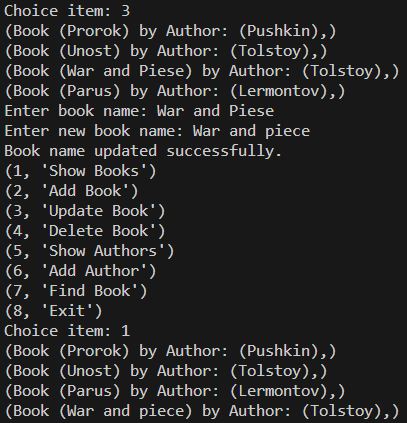 Choice item: 3
(Book (Prorok) by Author: (Pushkin),)
(Book (Unost) by Author: (Tolstoy),)
(Book (War and Piese) by Author: (Tolstoy),)
(Book (Parus) by Author: (Lermontov),)
Enter book name: War and Piese
Enter new book name: War and piece
Book name updated successfully.
(1, 'Show Books')
(2, 'Add Book')
(3, 'Update Book')
(4, 'Delete Book')
(5, 'Show Authors')
(6, 'Add Author')
(7, 'Find Book')
(8, 'Exit')
Choice item: 1
(Book (Prorok) by Author: (Pushkin),)
(Book (Unost) by Author: (Tolstoy),)
(Book (Parus) by Author: (Lermontov),)
(Book (War and piece) by Author: (Tolstoy),)